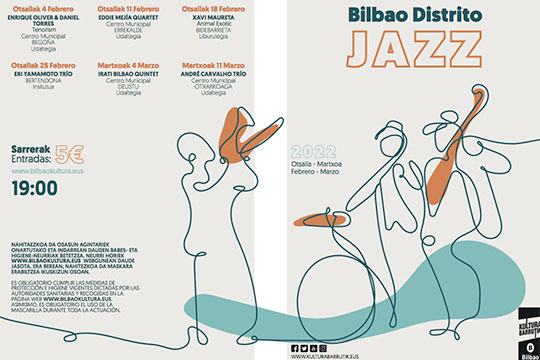 Otsailak 4 Febrero
ENRIQUE OLIVER & DANIEL
TORRES
Tenorism
Centro Municipal
BEGOÑA
Udaltegia
Otsailak 11 Febrero
EDDIE MEJÍA QUARTET
Centro Municipal
ERREKALDE
Udaltegia
Otsailak 18 Febrero
XAVI MAURETA
Animal Exotic
BIDEBARRIETA
Liburutegia
Otsailak 25 Febrero
ERI YAMAMOTO TRÍO
BERTENDONA
Institutua
Martxoak 4 Marzo
IRATI BILBAO QUINTET
Centro Municipal
DEUSTU
Udaltegia
Martxoak 11 Marzo
ANDRÉ CARVALHO TRÍO
Centro Municipal
OTXARKOAGA
Udaltegia
Sarrerak
Entradas: 5€
www.bilbaokultura.eus
19:00
NAHITAEZKOA DA OSASUN AGINTARIEK
ONARTUTAKO ETA INDARREAN DAUDEN BABES- ETA
HIGIENE-NEURRIAK BETETZEA, NEURRI HORIEK
WWW.BILBAOKULTURA.EUS WEBGUNEAN DAUDE
JASOTA. ERA BEREAN, NAHITEZKOA DA MASKARA
ERABILTZEA IKUSKIZUN OSOAN.
ES OBLIGATORIO CUMPLIR LAS MEDIDAS DE
PROTECCIÓN E HIGIENE VIGENTES DICTADAS POR LAS
AUTORIDADES SANITARIAS Y RECOGIDAS EN LA
PÁGINA WEB WWW.BILBAOKULTURA.EUS.
ASIMISMO, ES OBLIGATORIO EL USO DE LA
MASCARILLA DURANTE TODA LA ACTUACIÓN.
Bilbao Distrito
JAZZ
2022
Otsaila - Martxoa
Febrero - Marzo
WWW.KULTURABARRUTIK.EUS
KULTURA
BARRUTIK
Bilbao